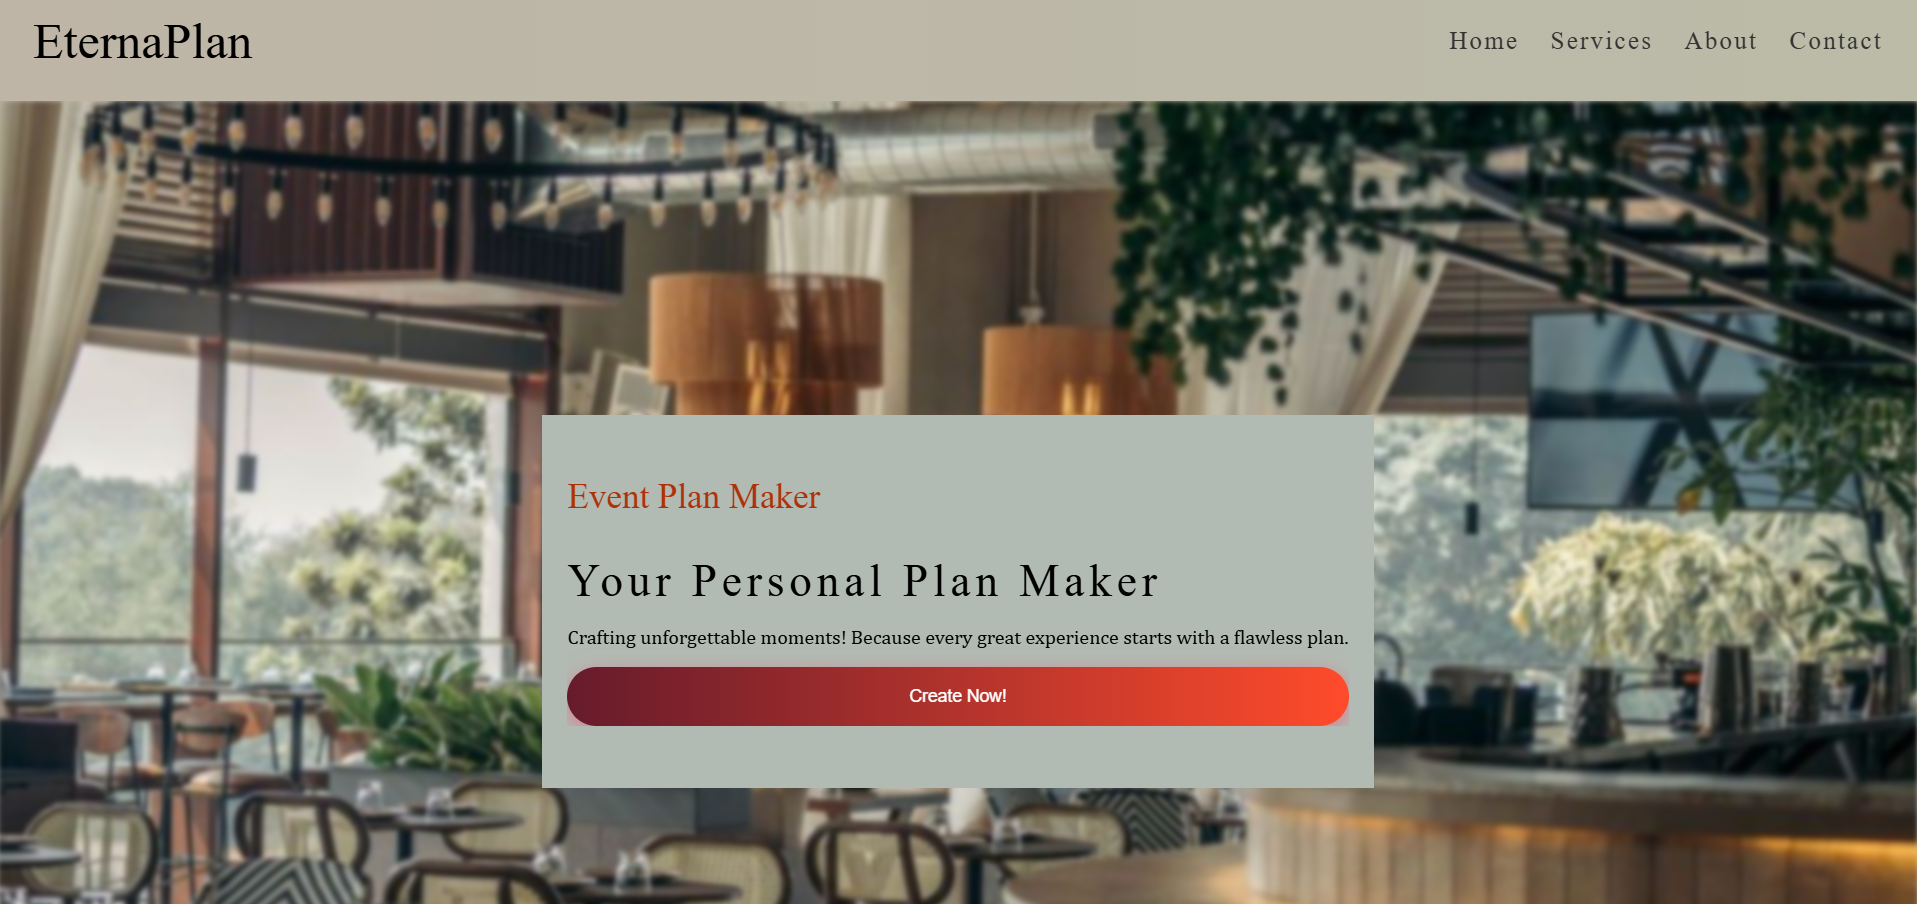 EternaPlan
Home Services About Contact
Event Plan Maker
Your Personal Plan Maker
Crafting unforgettable moments! Because every great experience starts with a flawless plan.
Create Now!